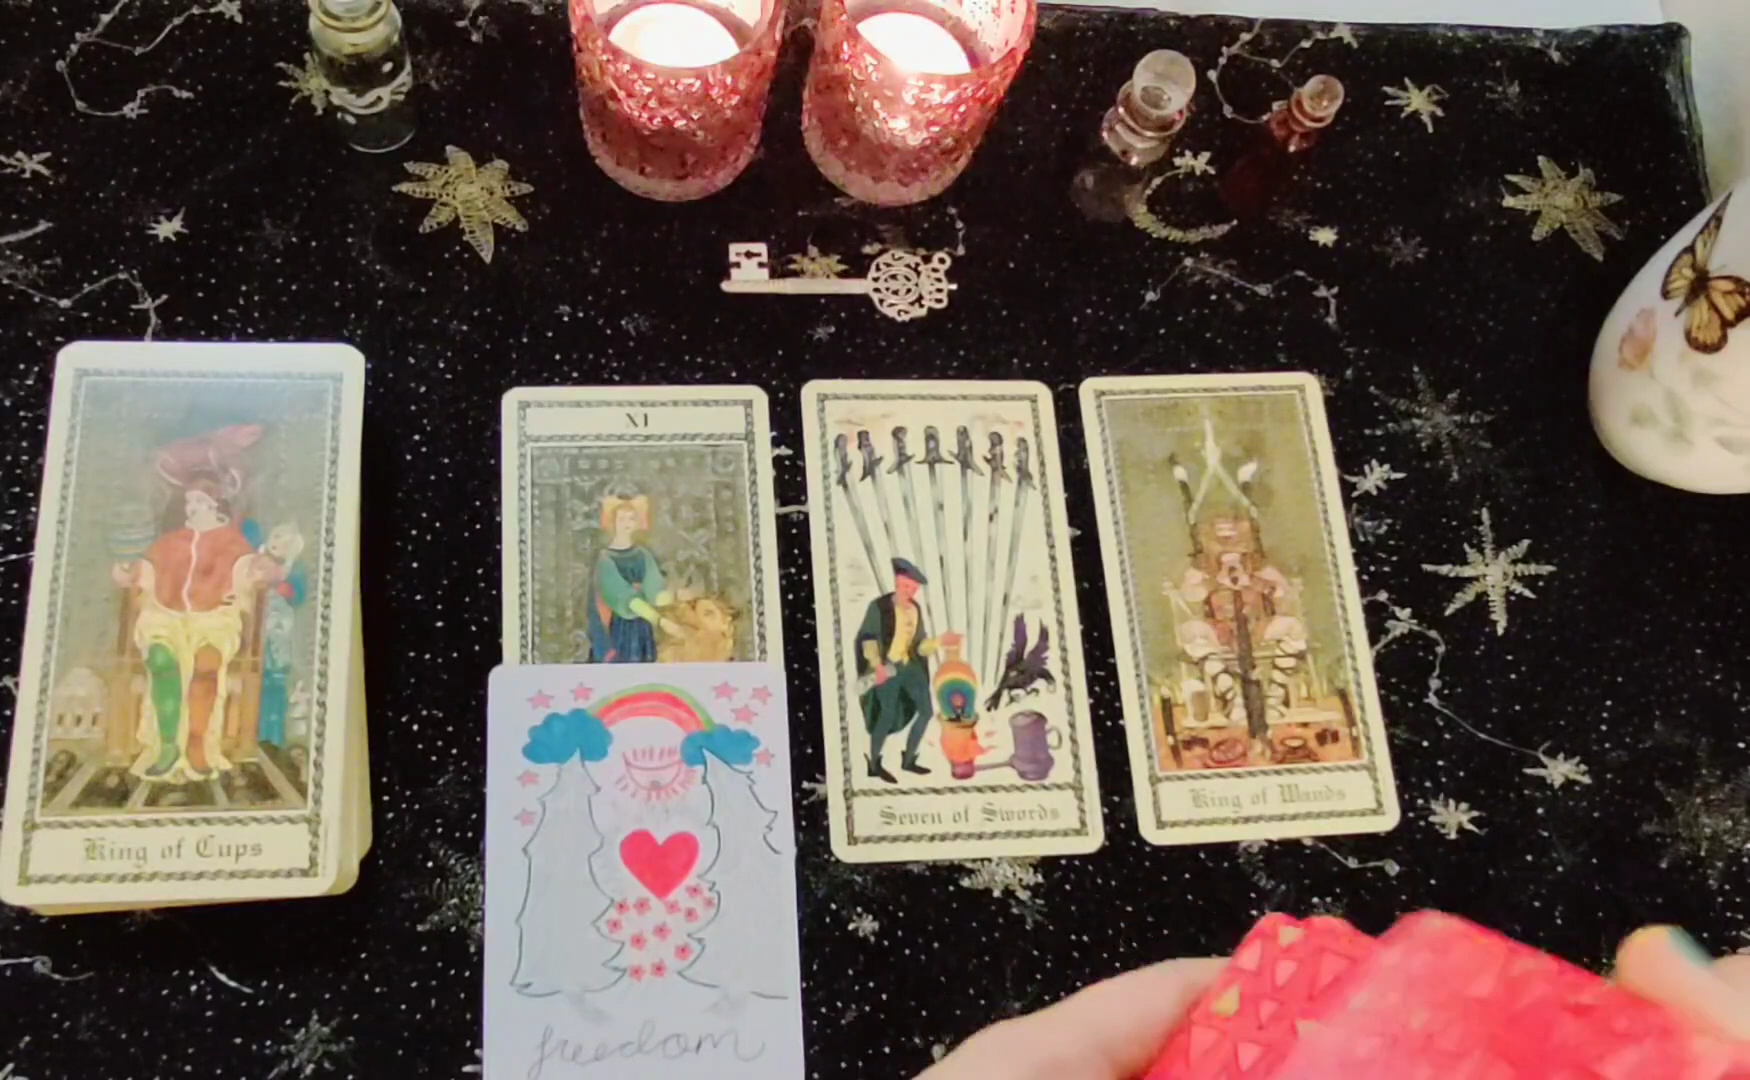 King of Cups
XI
Seven of Swords
King of Wands
freedom